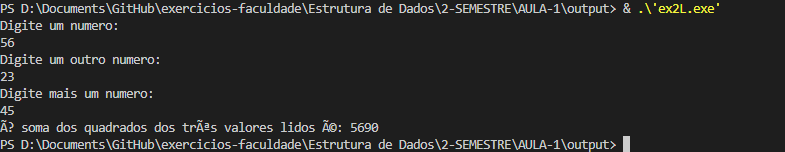 PS D:\Documents\GitHub\exercicios-faculdade\Estrutura de Dados\2-SEMESTRE\AULA-1\output> & .\'ex2L.exe'
Digite um numero:
56
Digite um outro numero:
23
Digite mais um numero:
45
Ã? soma dos quadrados dos trÃªs valores lidos Ã©: 5690
PS D:\Documents\GitHub\exercicios-faculdade\Estrutura de Dados\2-SEMESTRE\AULA-1\output>